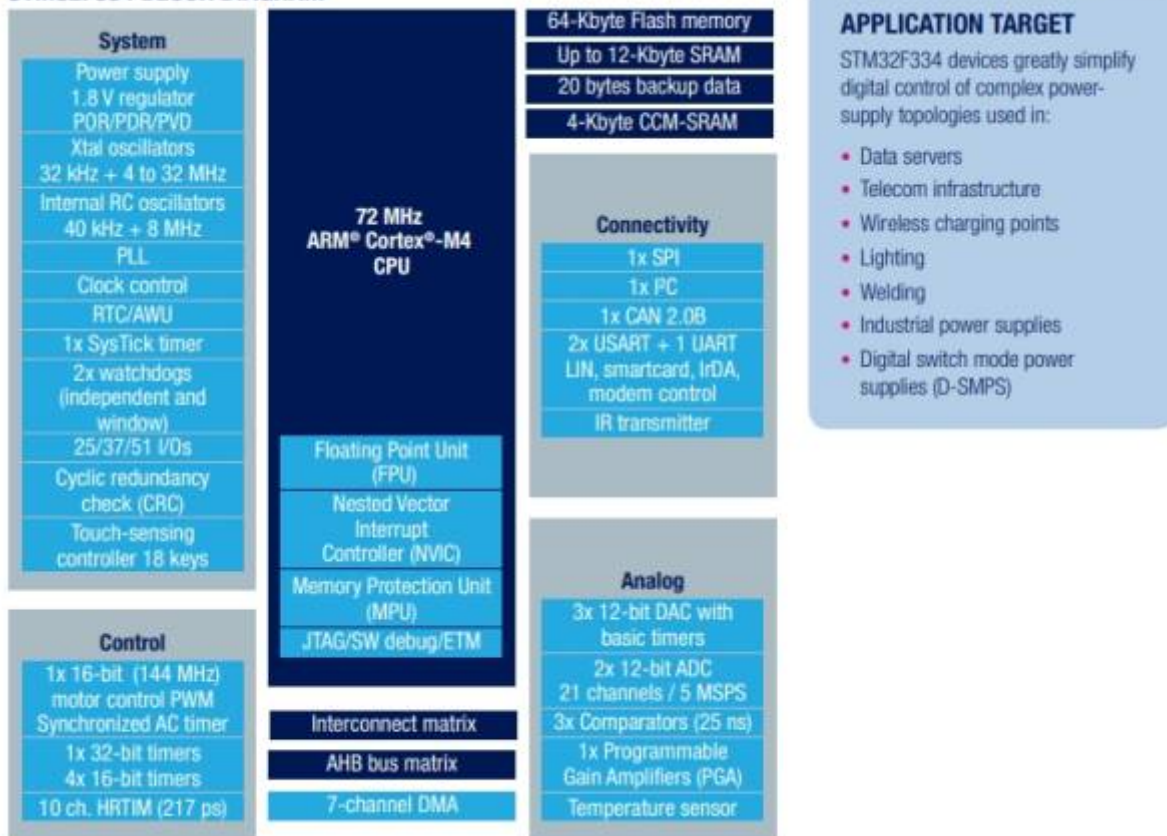 System
Power supply
1.8 V regulator
POR/PDR/PVD
Xtal oscillators
32 kHz + 4 to 32 MHz
Internal RC oscillators
40 kHz + 8 MHz
PLL
Clock control
RTC/AWU
1x SysTick timer
2x watchdogs
(independent and
window)
25/37/51 I/Os
Cyclic redundancy
check (CRC)
Touch-sensing
controller 18 keys
Control
1x 16-bit (144 MHz)
motor control PWM
Synchronized AC timer
1x 32-bit timers
4x 16-bit timers
10 ch. HRTIM (217 ps)
72 MHz
ARM® Cortex®-M4
CPU
Floating Point Unit
(FPU)
Nested Vector
Interrupt
Controller (NVIC)
Memory Protection Unit
(MPU)
JTAG/SW debug/ETM
Interconnect matrix
AHB bus matrix
7-channel DMA
64-Kbyte Flash memory
Up to 12-Kbyte SRAM
20 bytes backup data
4-Kbyte CCM-SRAM
Connectivity
1x SPI
1x I²C
1x CAN 2.0B
2x USART + 1 UART
LIN, smartcard, IrDA,
modem control
IR transmitter
Analog
3x 12-bit DAC with
basic timers
2x 12-bit ADC
21 channels / 5 MSPS
3x Comparators (25 ns)
1x Programmable
Gain Amplifiers (PGA)
Temperature sensor
APPLICATION TARGET
STM32F334 devices greatly simplify
digital control of complex power-
supply topologies used in:
• Data servers
• Telecom infrastructure
• Wireless charging points
• Lighting
• Welding
• Industrial power supplies
• Digital switch mode power
supplies (D-SMPS)